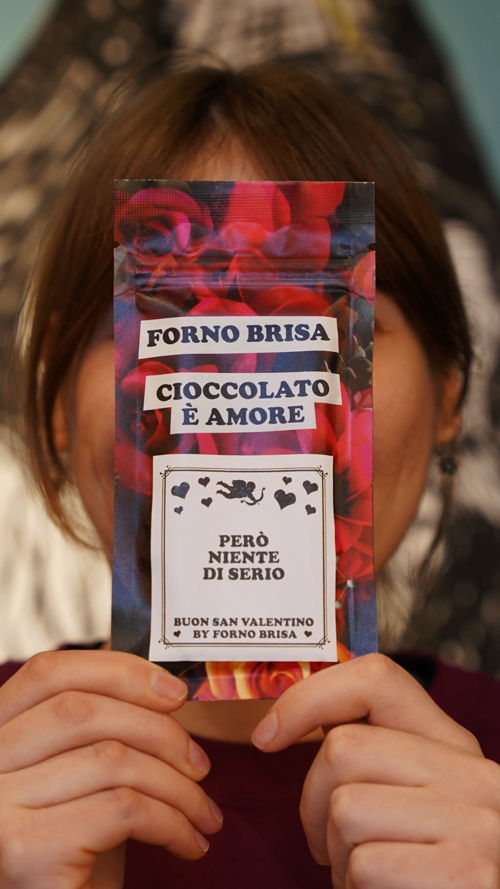 FORNO BRISA
CIOCCOLATO
È AMORE
PERÒ
NIENTE
DI SERIO
BUON SAN VALENTINO
BY FORNO BRISA